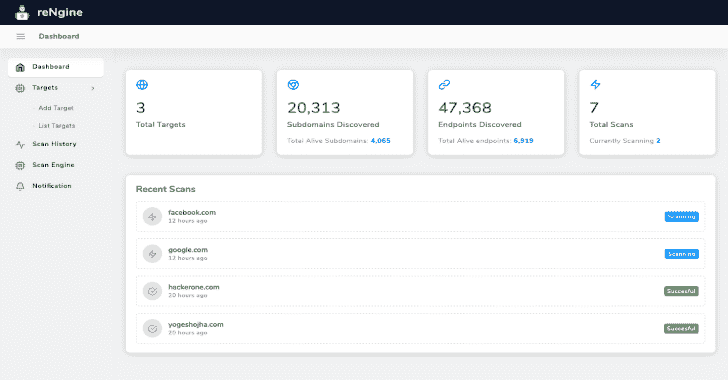 reNgine
Dashboard
Dashboard
Targets
Add Target
List Targets
Scan History
Scan Engine
Notification
3
Total Targets
20,313
Subdomains Discovered
Total Alive Subdomains: 4,065
47,368
Endpoints Discovered
Total Alive endpoints: 6,919
7
Total Scans
Currently Scanning 2
Recent Scans
facebook.com
12 hours ago
Scanning
google.com
12 hours ago
Scanning
hackerone.com
20 hours ago
Succesful
yogeshojha.com
20 hours ago
Succesful